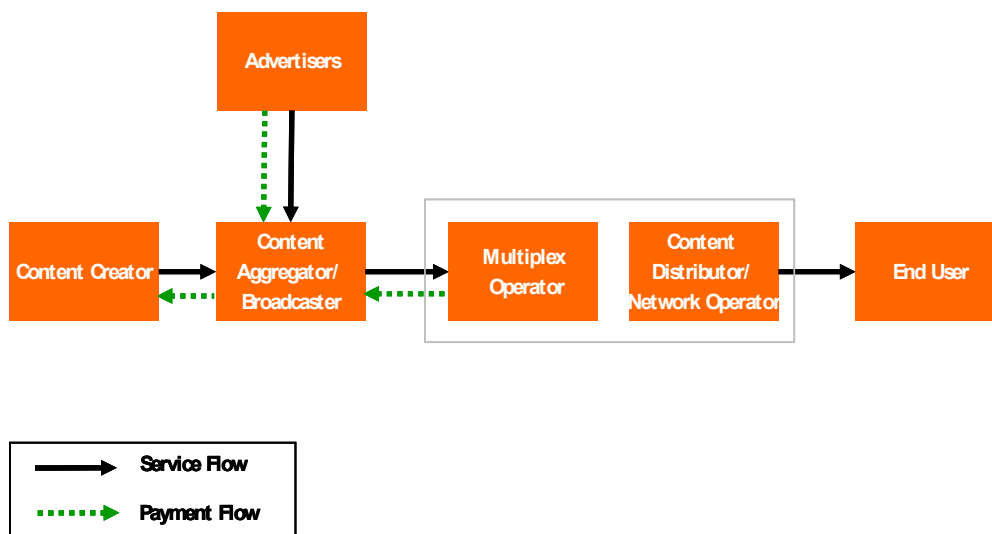 Advertisers
Content Creator
Content
Aggregator/
Broadcaster
Multiplex
Operator
Content
Distributor/
Network Operator
End User
Service Flow
Payment Flow